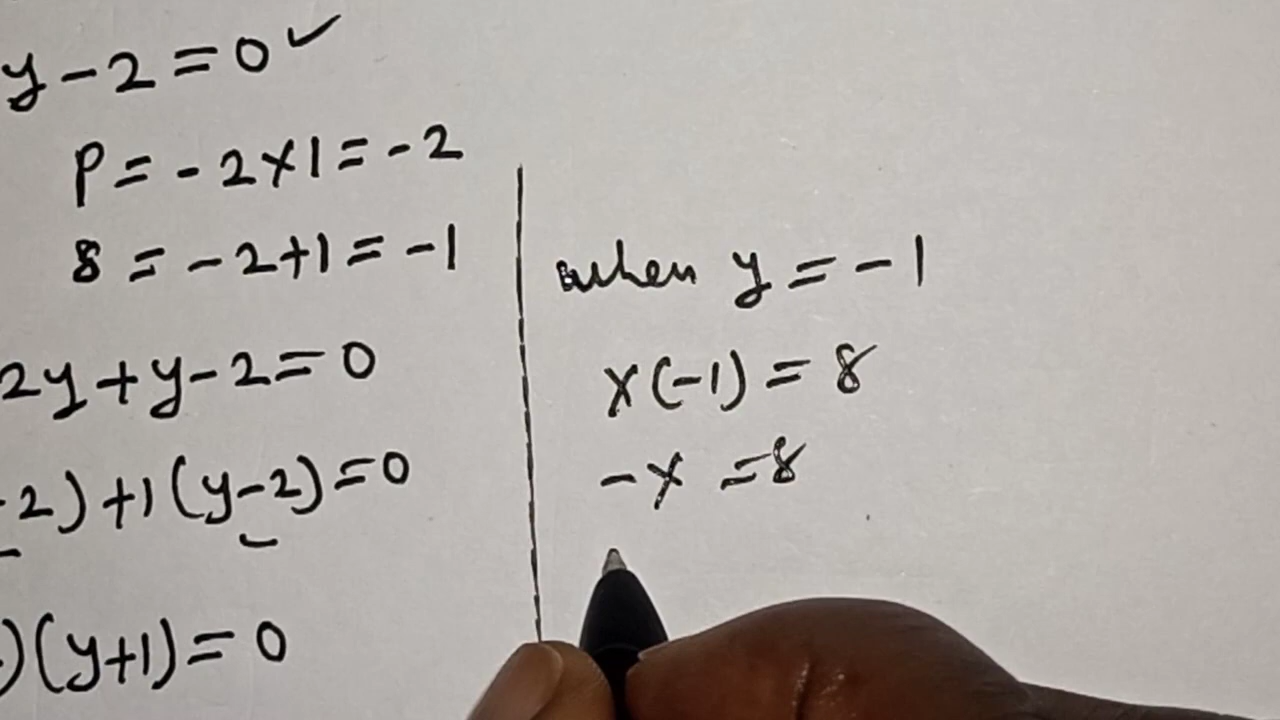 y-2=0✓
P=-2×1=-2
8=-2+1=-1
2y+y-2=0
-2)+1(y-2)=0
)(y+1)=0
when y=-1
x(-1)=8
-x=8